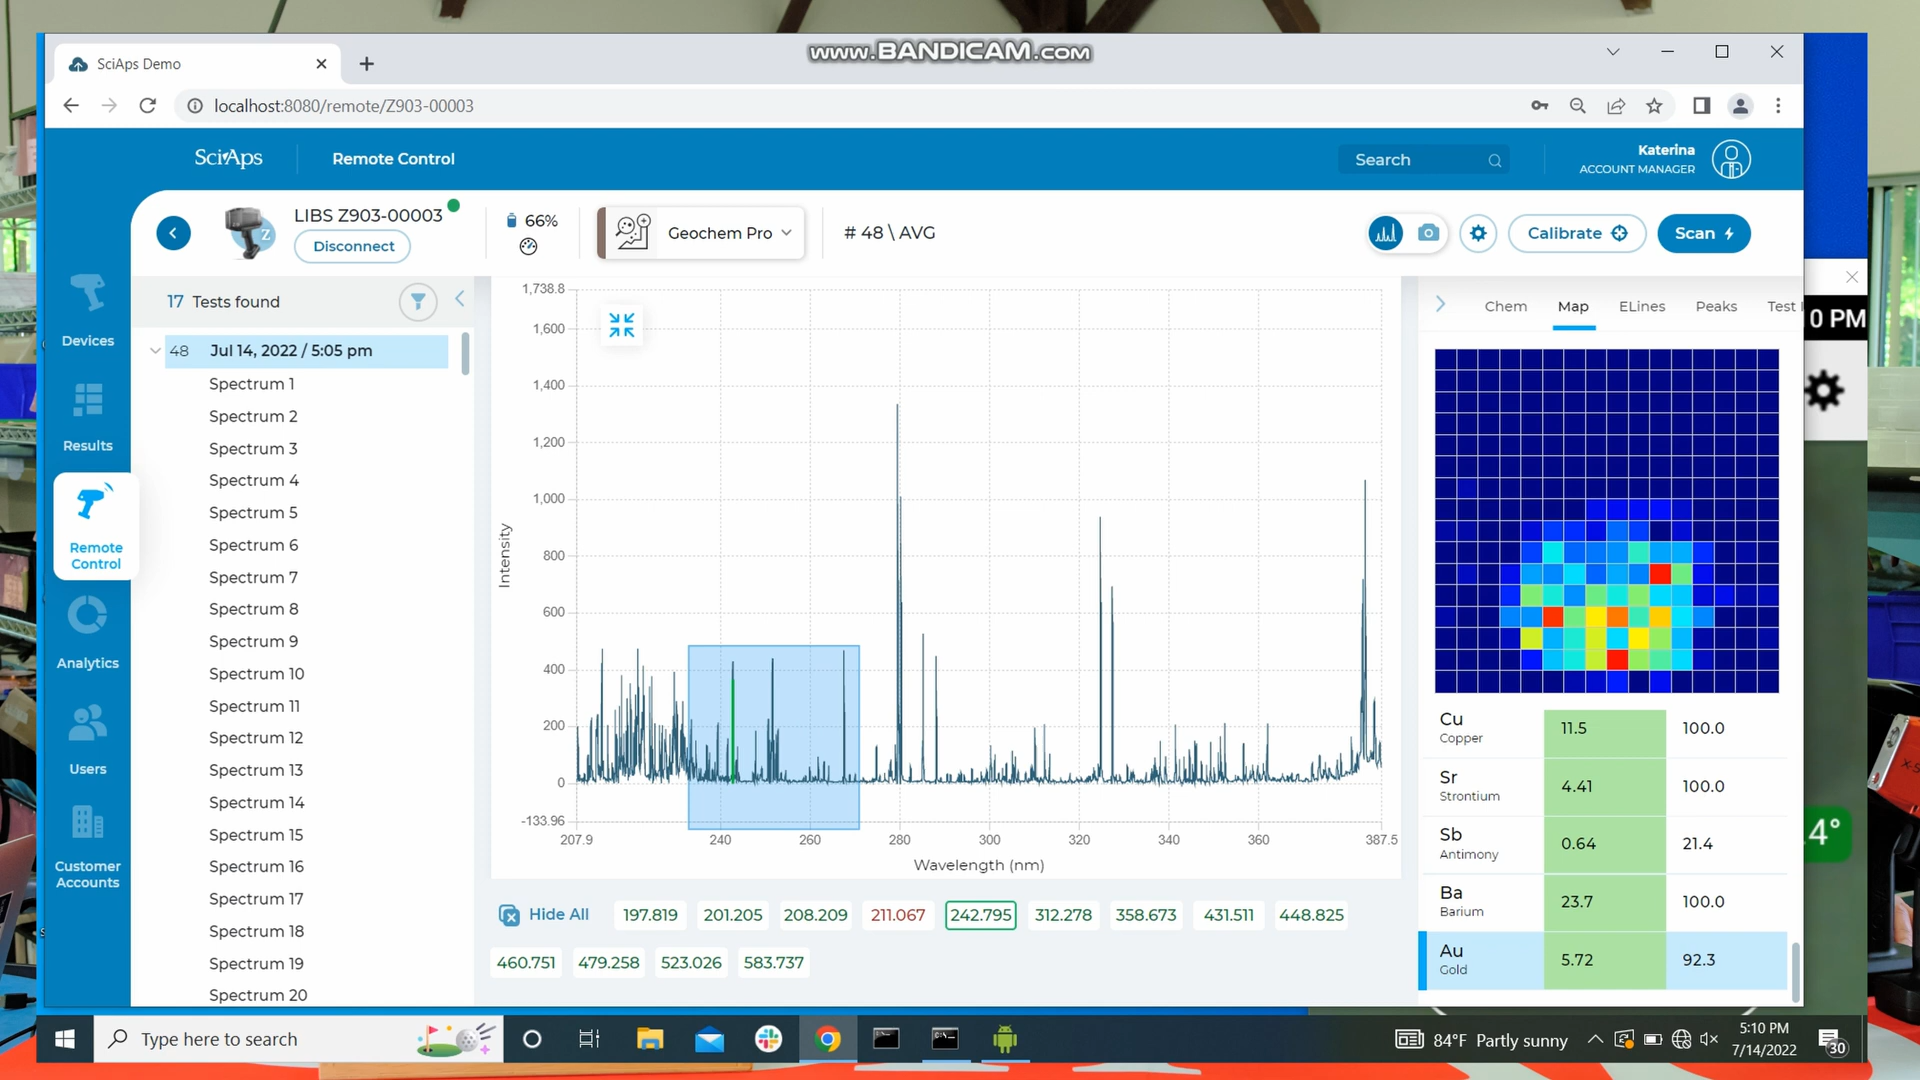 www.BANDICAM.com
SciAps Demo
localhost:8080/remote/Z903-00003
SciAps
Remote Control
Search
Katerina
ACCOUNT MANAGER
LIBS Z903-00003
Disconnect
66%
Geochem Pro
# 48 \ AVG
Calibrate
Scan
Devices
Results
Remote
Control
Analytics
Users
Customer
Accounts
17 Tests found
48 Jul 14, 2022 / 5:05 pm
Spectrum 1
Spectrum 2
Spectrum 3
Spectrum 4
Spectrum 5
Spectrum 6
Spectrum 7
Spectrum 8
Spectrum 9
Spectrum 10
Spectrum 11
Spectrum 12
Spectrum 13
Spectrum 14
Spectrum 15
Spectrum 16
Spectrum 17
Spectrum 18
Spectrum 19
Spectrum 20
1,738.8
1,600
1,400
1,200
1,000
800
600
400
200
0
-133.96
Intensity
207.9 240 260 280 300 320 340 360 387.5
Wavelength (nm)
Hide All 197.819 201.205 208.209 211.067 242.795 312.278 358.673 431.511 448.825
460.751 479.258 523.026 583.737
Chem Map ELines Peaks Test
Cu 11.5 100.0
Copper
Sr 4.41 100.0
Strontium
Sb 0.64 21.4
Antimony
Ba 23.7 100.0
Barium
Au 5.72 92.3
Gold
0 PM
4°
Type here to search
84°F Partly sunny
5:10 PM
7/14/2022
30